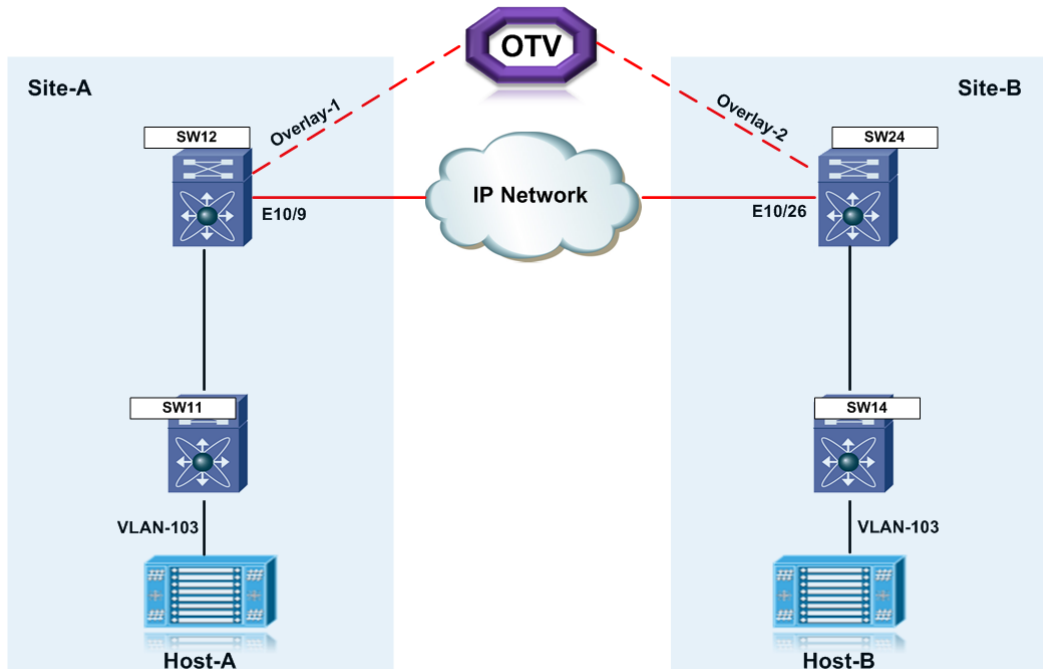 OTV
Site-A
Site-B
Overlay-1
Overlay-2
SW12
SW24
IP Network
E10/9
E10/26
SW11
SW14
VLAN-103
VLAN-103
Host-A
Host-B